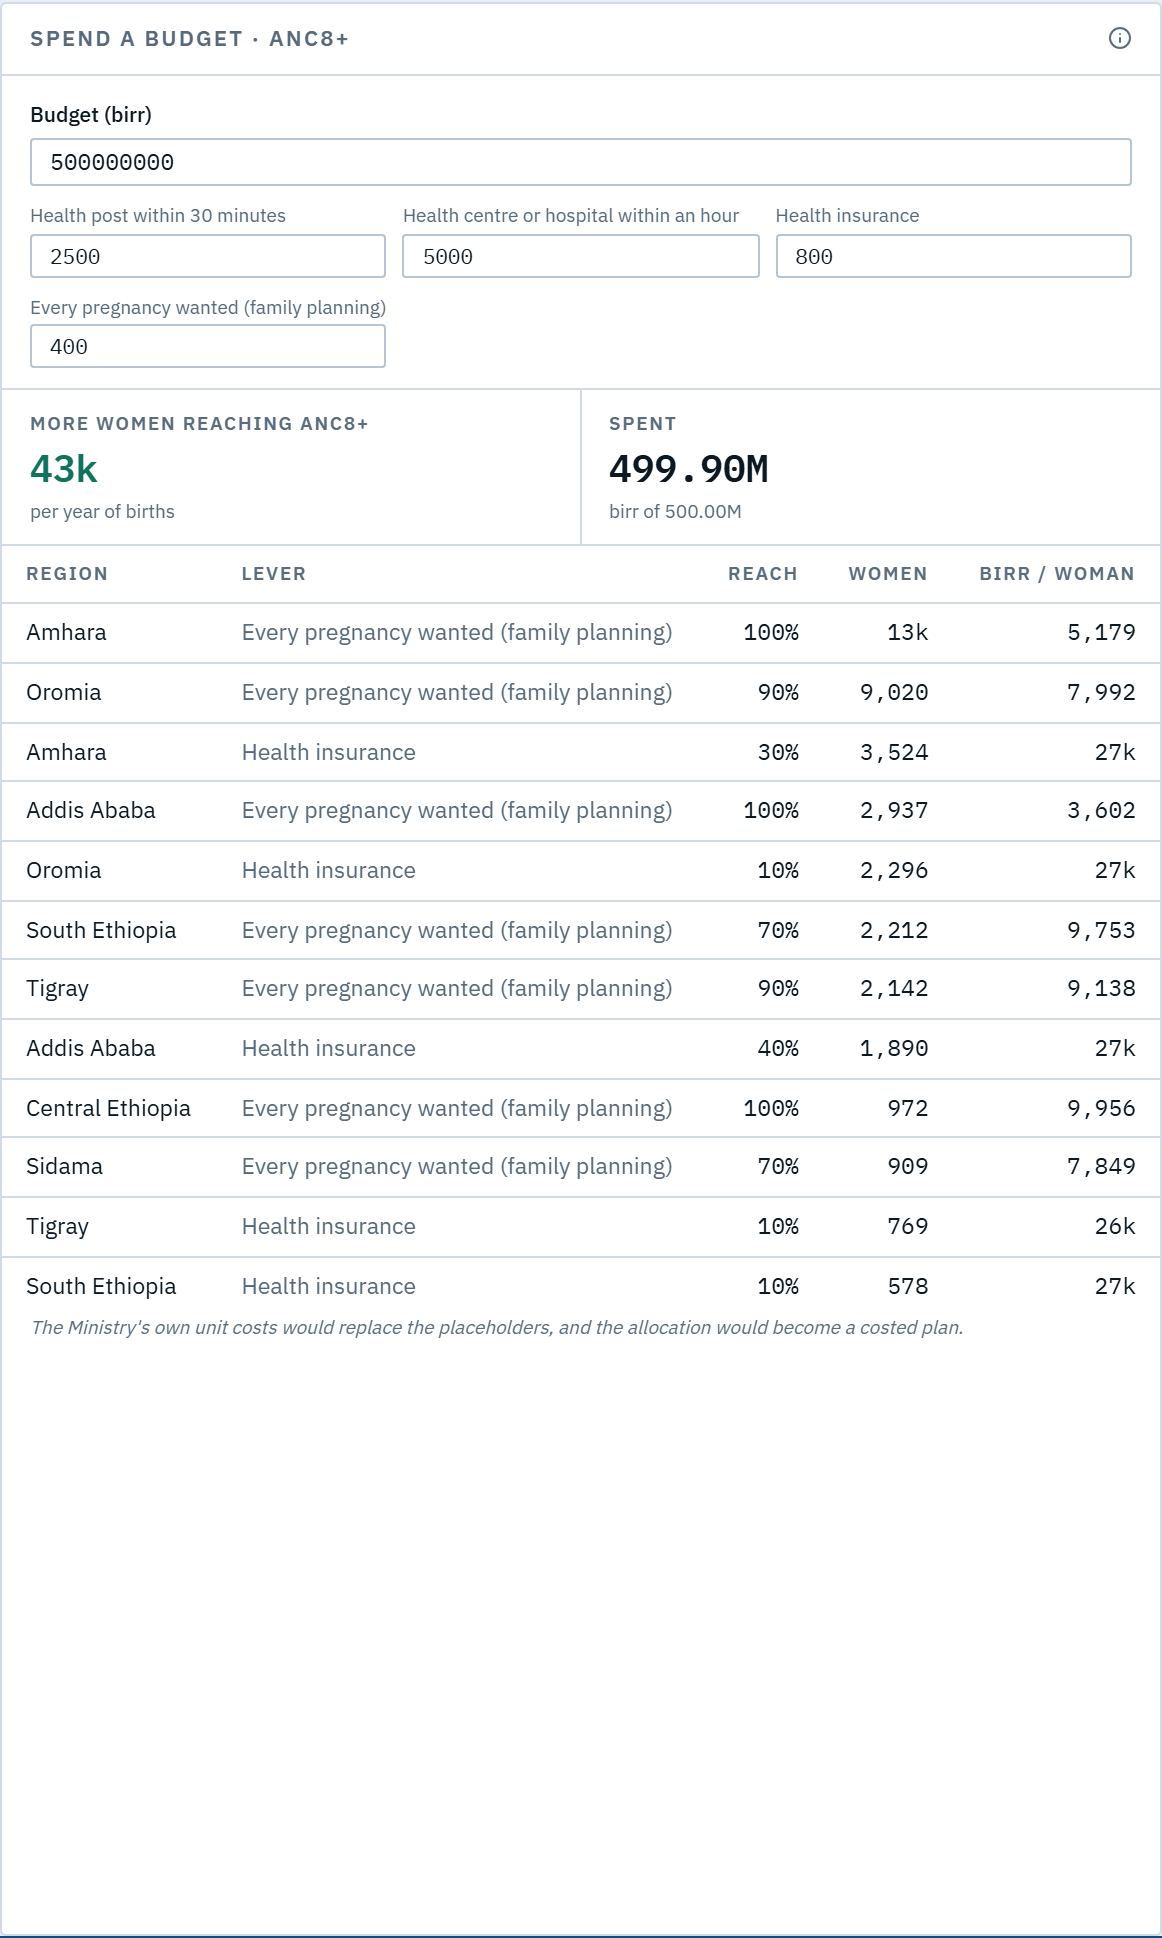 SPEND A BUDGET · ANC8+
Budget (birr)
500000000
Health post within 30 minutes Health centre or hospital within an hour Health insurance
2500 5000 800
Every pregnancy wanted (family planning)
400
MORE WOMEN REACHING ANC8+ SPENT
43k 499.90M
per year of births birr of 500.00M
REGION LEVER REACH WOMEN BIRR / WOMAN
Amhara Every pregnancy wanted (family planning) 100% 13k 5,179
Oromia Every pregnancy wanted (family planning) 90% 9,020 7,992
Amhara Health insurance 30% 3,524 27k
Addis Ababa Every pregnancy wanted (family planning) 100% 2,937 3,602
Oromia Health insurance 10% 2,296 27k
South Ethiopia Every pregnancy wanted (family planning) 70% 2,212 9,753
Tigray Every pregnancy wanted (family planning) 90% 2,142 9,138
Addis Ababa Health insurance 40% 1,890 27k
Central Ethiopia Every pregnancy wanted (family planning) 100% 972 9,956
Sidama Every pregnancy wanted (family planning) 70% 909 7,849
Tigray Health insurance 10% 769 26k
South Ethiopia Health insurance 10% 578 27k
The Ministry's own unit costs would replace the placeholders, and the allocation would become a costed plan.